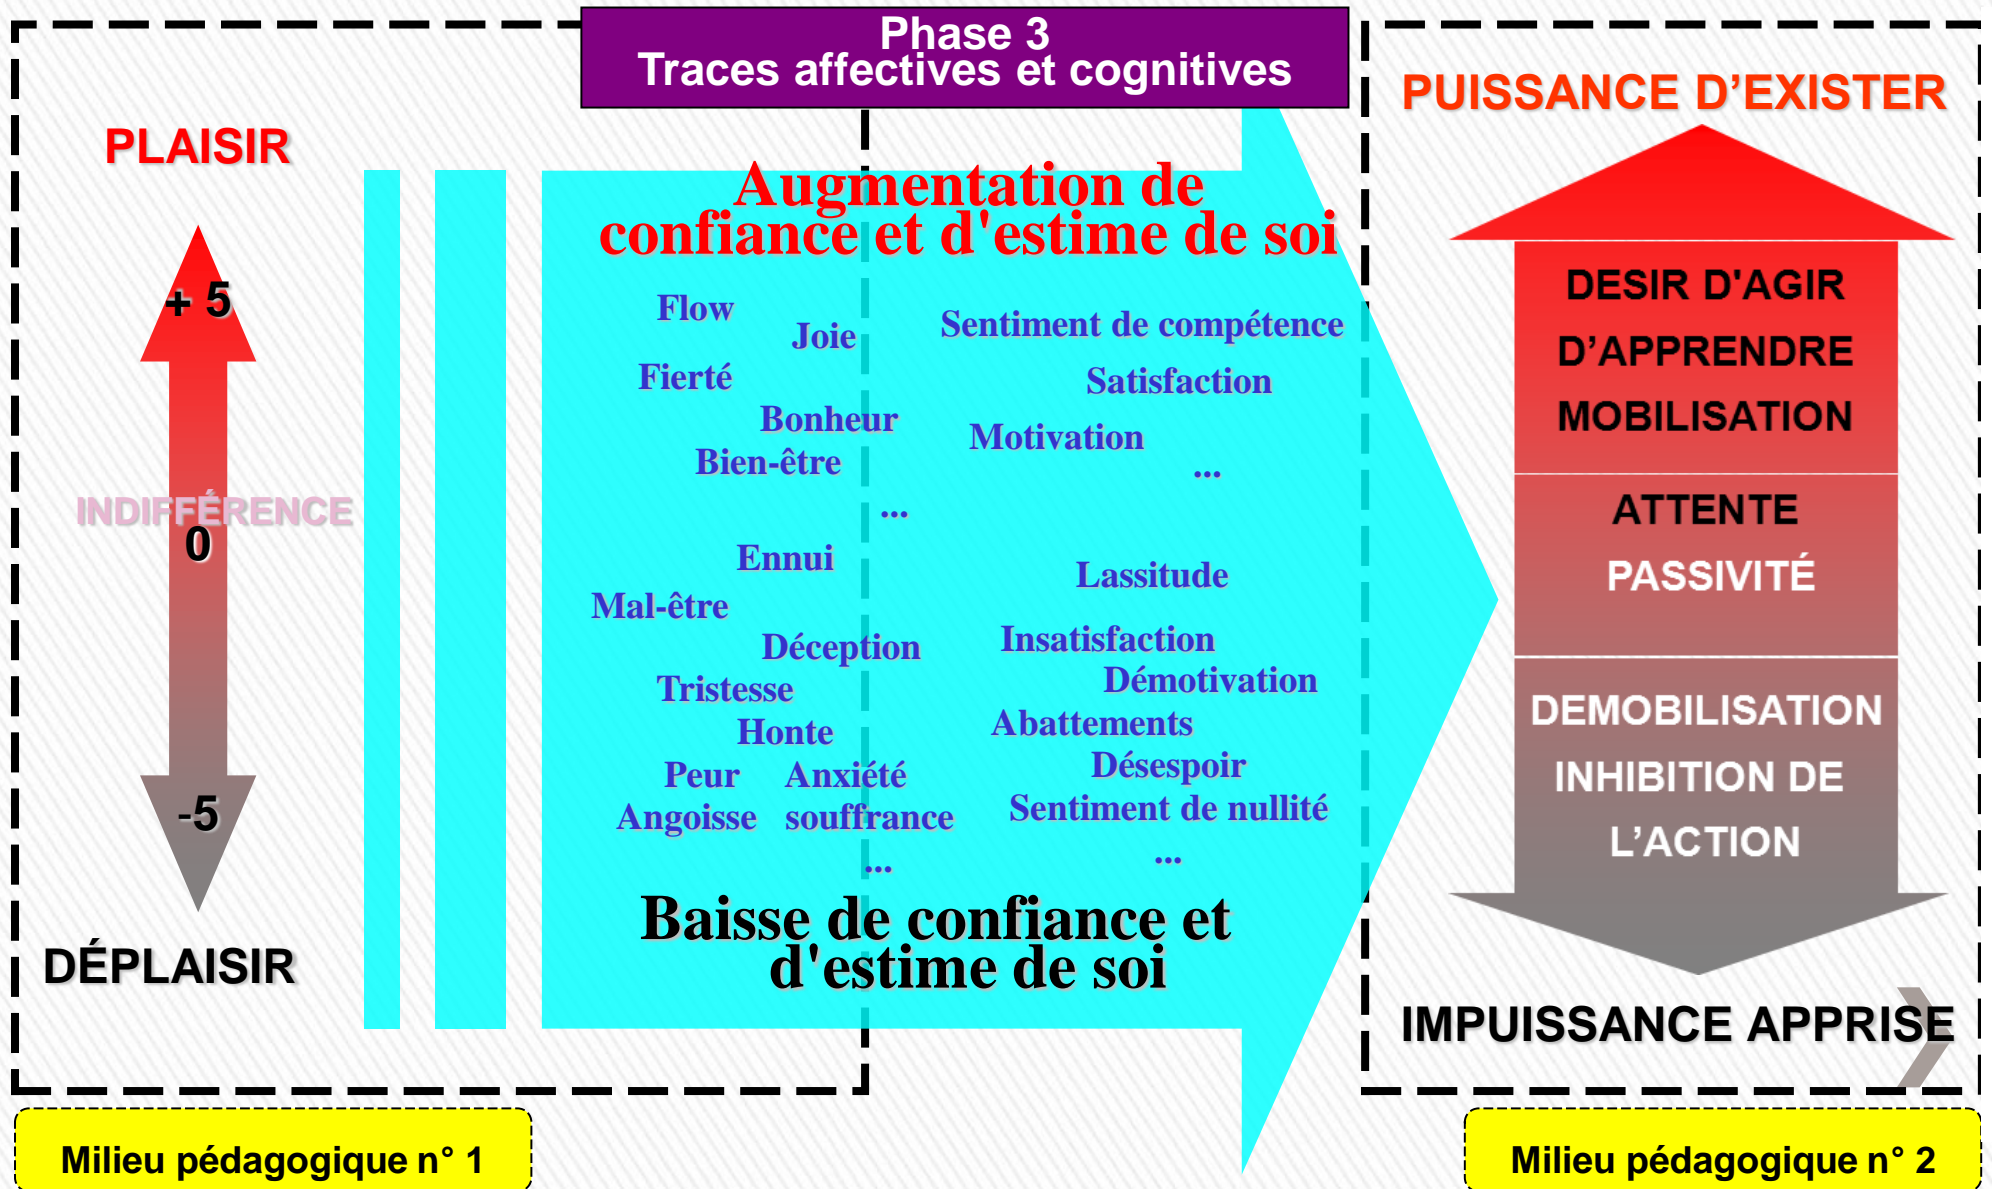 Phase 3
Traces affectives et cognitives
PLAISIR
+ 5
INDIFFÉRENCE
0
-5
DÉPLAISIR
Augmentation de
confiance et d'estime de soi
Flow
Joie
Fierté
Bonheur
Bien-être
...
Sentiment de compétence
Satisfaction
Motivation
...
Ennui
Mal-être
Déception
Tristesse
Honte
Peur Anxiété
Angoisse souffrance
...
Lassitude
Insatisfaction
Démotivation
Abattements
Désespoir
Sentiment de nullité
...
Baisse de confiance et
d'estime de soi
PUISSANCE D’EXISTER
DESIR D'AGIR
D’APPRENDRE
MOBILISATION
ATTENTE
PASSIVITÉ
DEMOBILISATION
INHIBITION DE
L’ACTION
IMPUISSANCE APPRISE
Milieu pédagogique n° 1
Milieu pédagogique n° 2